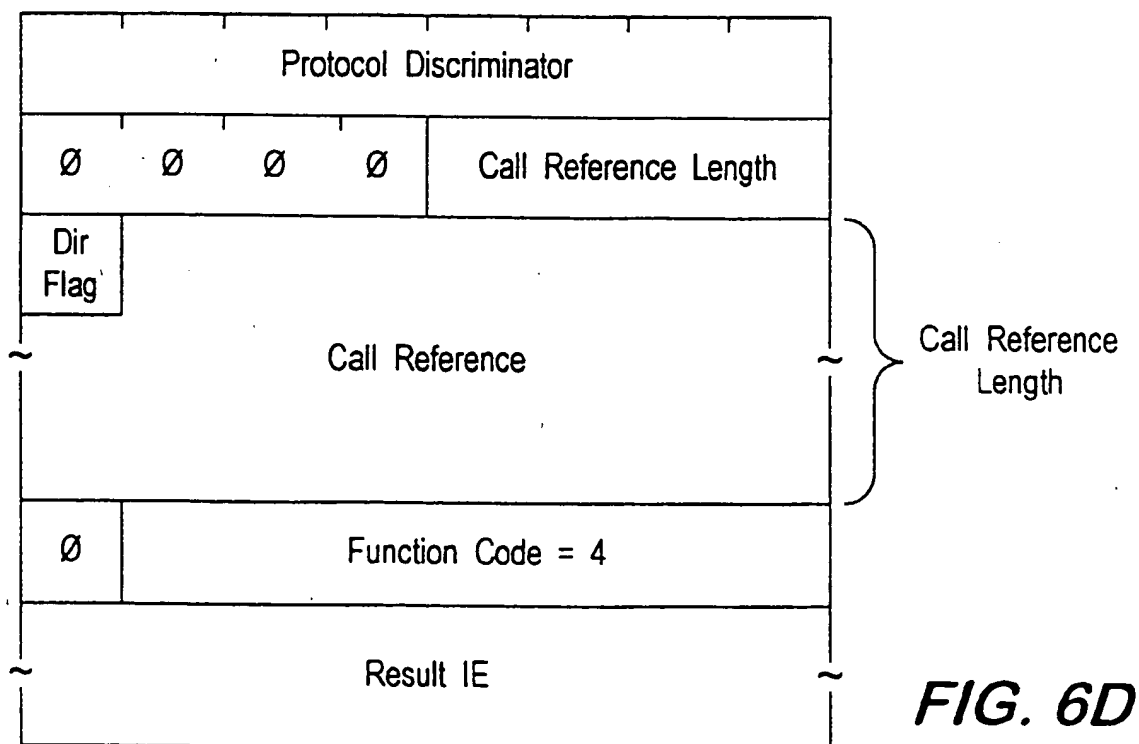 Protocol Discriminator
Ø Ø Ø Ø Call Reference Length
Dir
Flag
Call Reference
Call Reference
Length
Ø Function Code = 4
~ Result IE ~
FIG. 6D